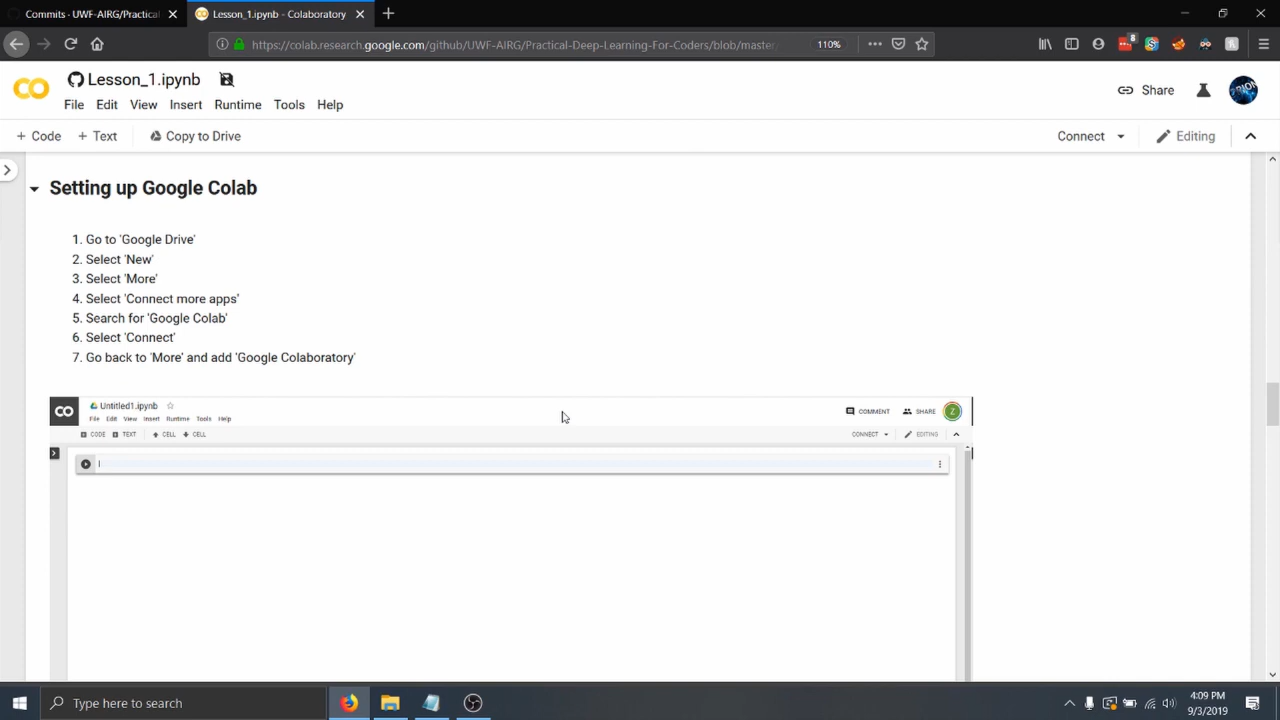 Commits · UWF-AIRG/Practical
Lesson_1.ipynb - Colaboratory
https://colab.research.google.com/github/UWF-AIRG/Practical-Deep-Learning-For-Coders/blob/master
110%
8
Lesson_1.ipynb
File Edit View Insert Runtime Tools Help
Share
+ Code + Text Copy to Drive
Connect Editing
Setting up Google Colab
1. Go to 'Google Drive'
2. Select 'New'
3. Select 'More'
4. Select 'Connect more apps'
5. Search for 'Google Colab'
6. Select 'Connect'
7. Go back to 'More' and add 'Google Colaboratory'
CO
Untitled1.ipynb
File Edit View Insert Runtime Tools Help
COMMENT SHARE Z
CODE TEXT CELL CELL
CONNECT EDITING
Type here to search
4:09 PM
9/3/2019